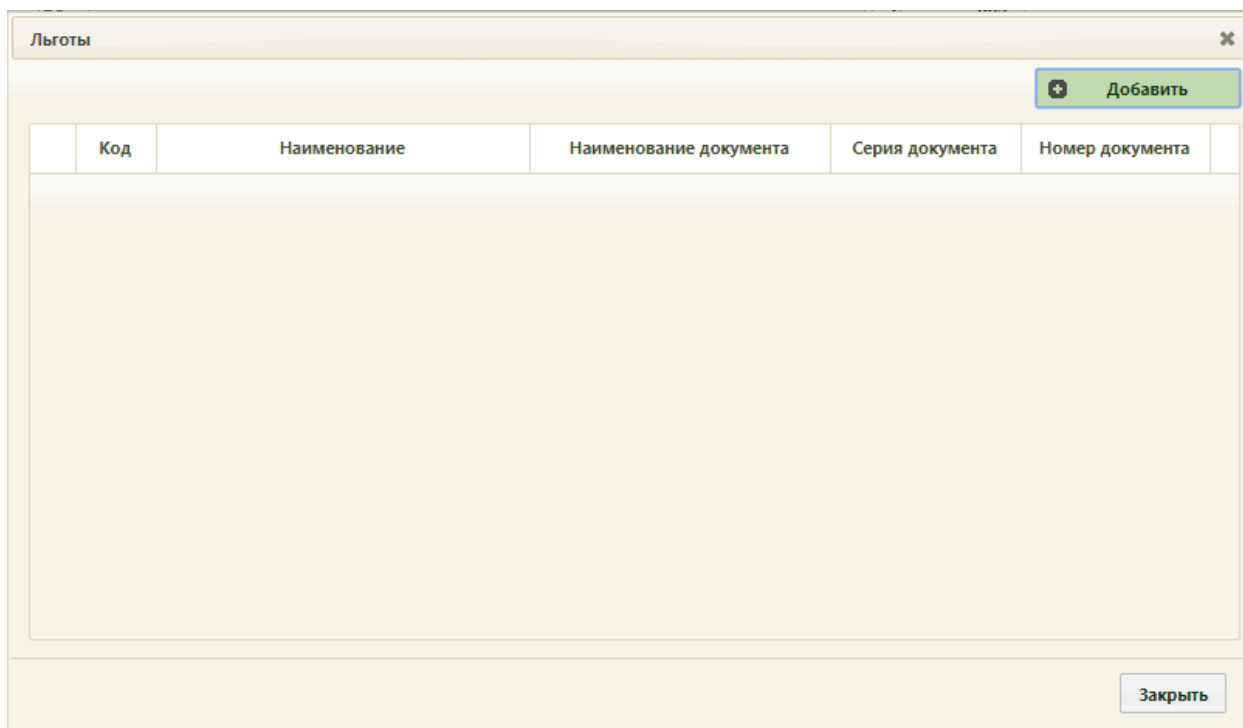 Льготы
Добавить
Код Наименование Наименование документа Серия документа Номер документа
Закрыть